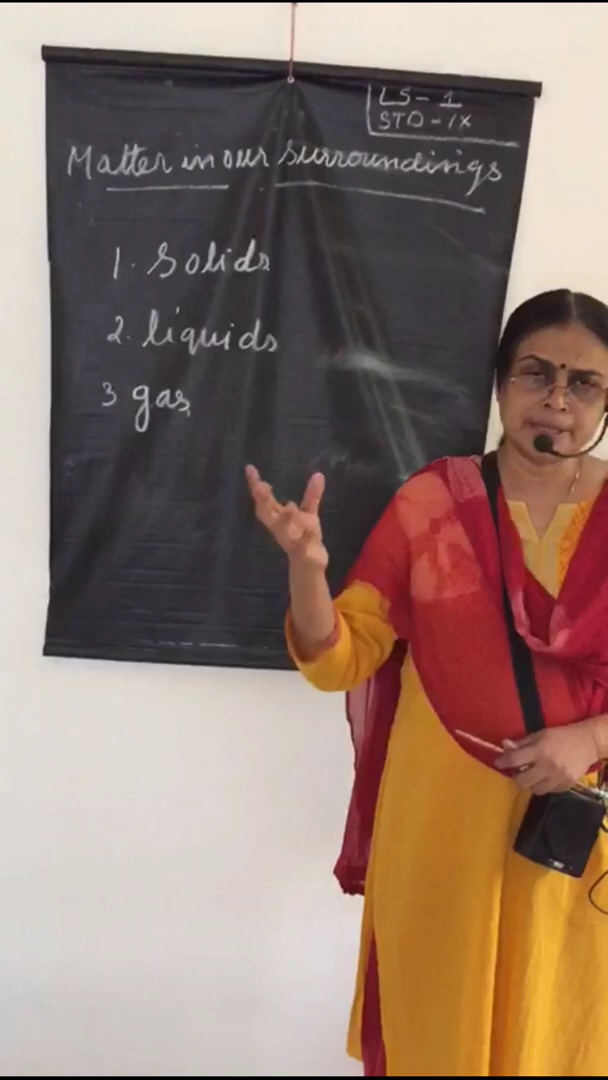 LS - 1
STD - IX
Matter in our surroundings
1. Solids
2. liquids
3 gas